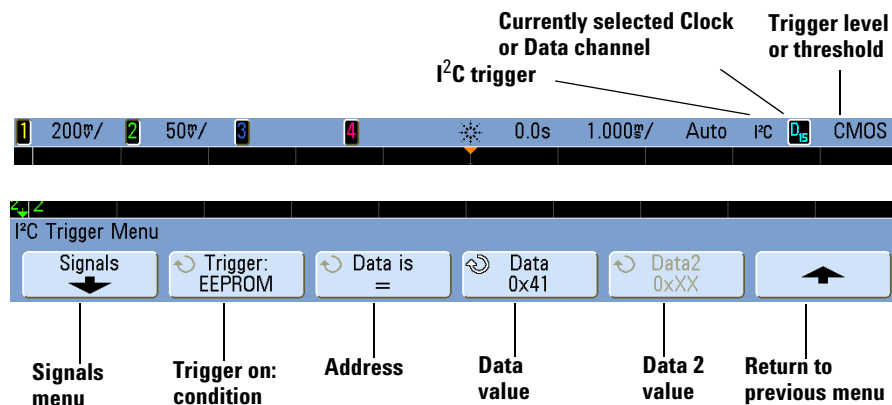 Currently selected Clock
or Data channel
Trigger level
or threshold
I²C trigger
1 200mV/ 2 50mV/ 3 4 0.0s 1.000ms/ Auto I²C D15 CMOS
2 2
I²C Trigger Menu
Signals
Trigger:
EEPROM
Data is
=
Data
0x41
Data2
0xXX
Signals
menu
Trigger on:
condition
Address
Data
value
Data 2
value
Return to
previous menu